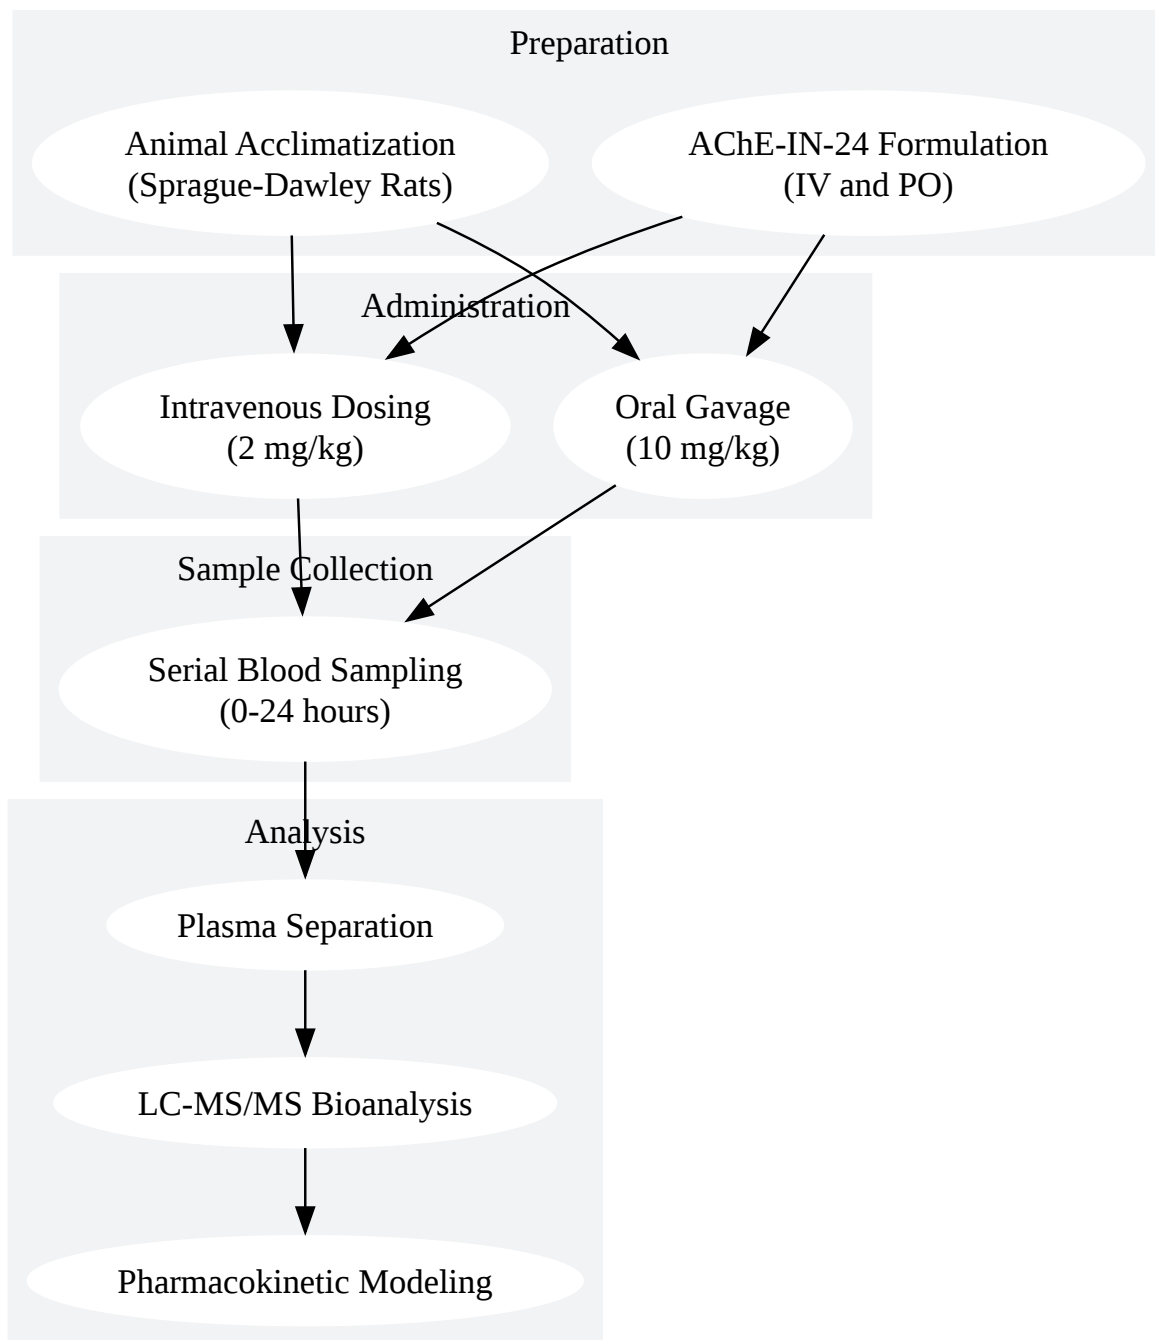 Preparation
Animal Acclimatization
(Sprague-Dawley Rats)
AChE-IN-24 Formulation
(IV and PO)
Administration
Intravenous Dosing
(2 mg/kg)
Oral Gavage
(10 mg/kg)
Sample Collection
Serial Blood Sampling
(0-24 hours)
Analysis
Plasma Separation
LC-MS/MS Bioanalysis
Pharmacokinetic Modeling